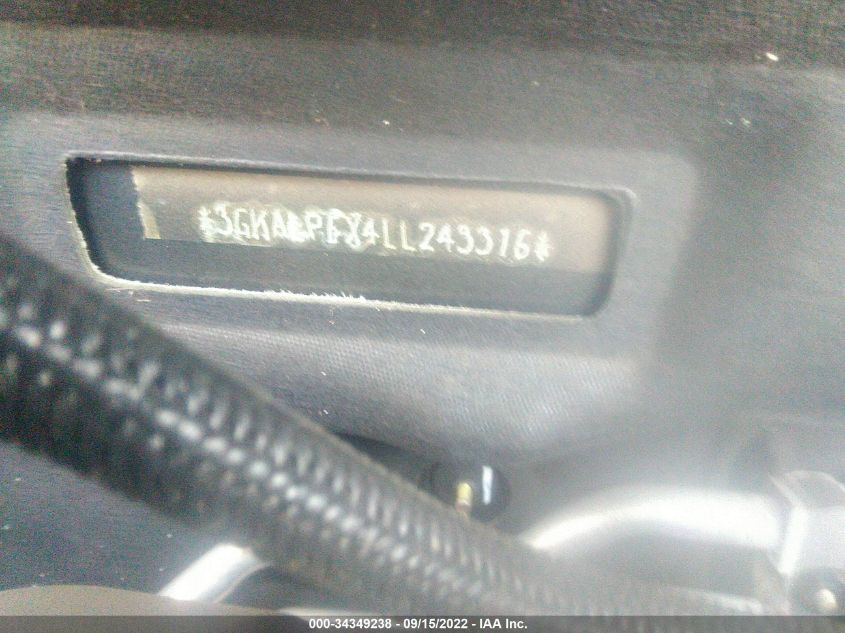 *3GKALPEX4LL243316*
000-34349238 - 09/15/2022 - IAA Inc.